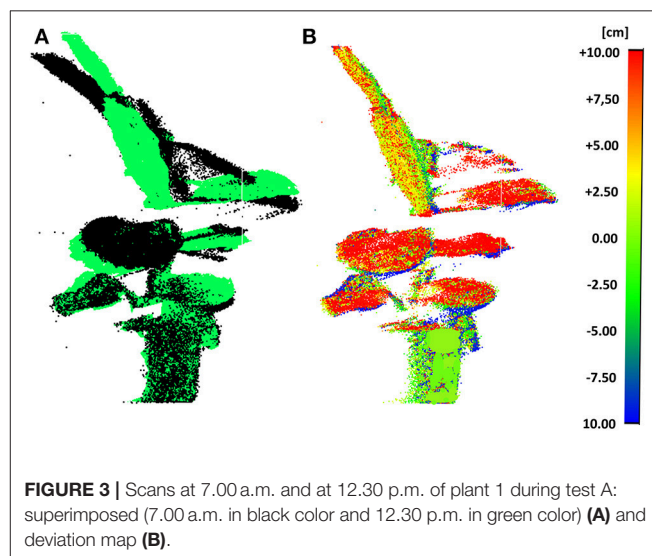 A
B
[cm]
+10.00
+7,50
+5.00
+2.50
0.00
-2.50
-5.00
-7.50
10.00
FIGURE 3 | Scans at 7.00 a.m. and at 12.30 p.m. of plant 1 during test A:
superimposed (7.00 a.m. in black color and 12.30 p.m. in green color) (A) and
deviation map (B).